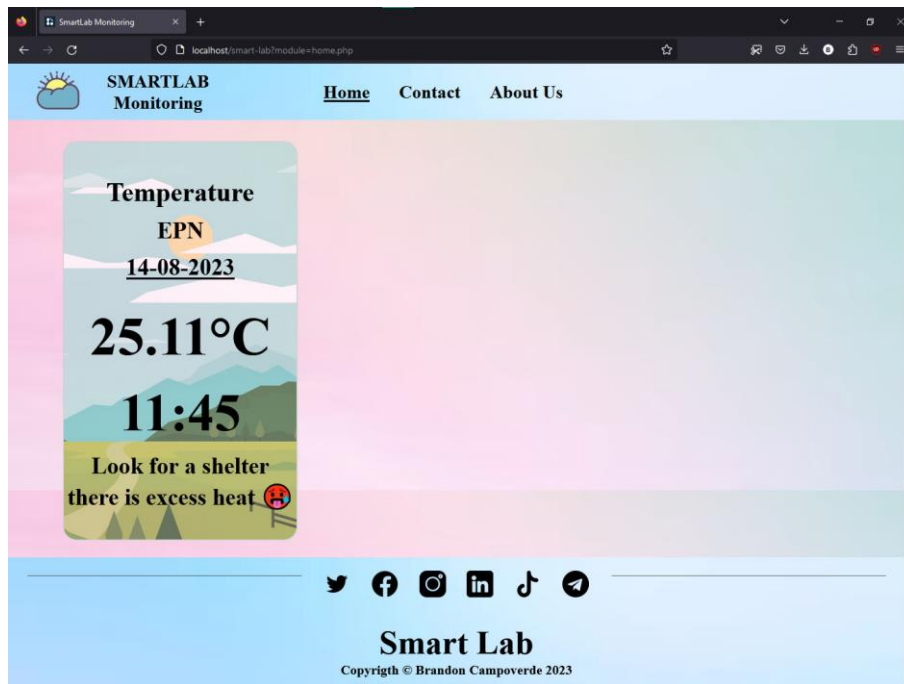 SmartLab Monitoring
localhost/smart-lab?module=home.php
SMARTLAB
Monitoring
Home Contact About Us
Temperature
EPN
14-08-2023
25.11°C
11:45
Look for a shelter
there is excess heat 🥵
Smart Lab
Copyrigth © Brandon Campoverde 2023